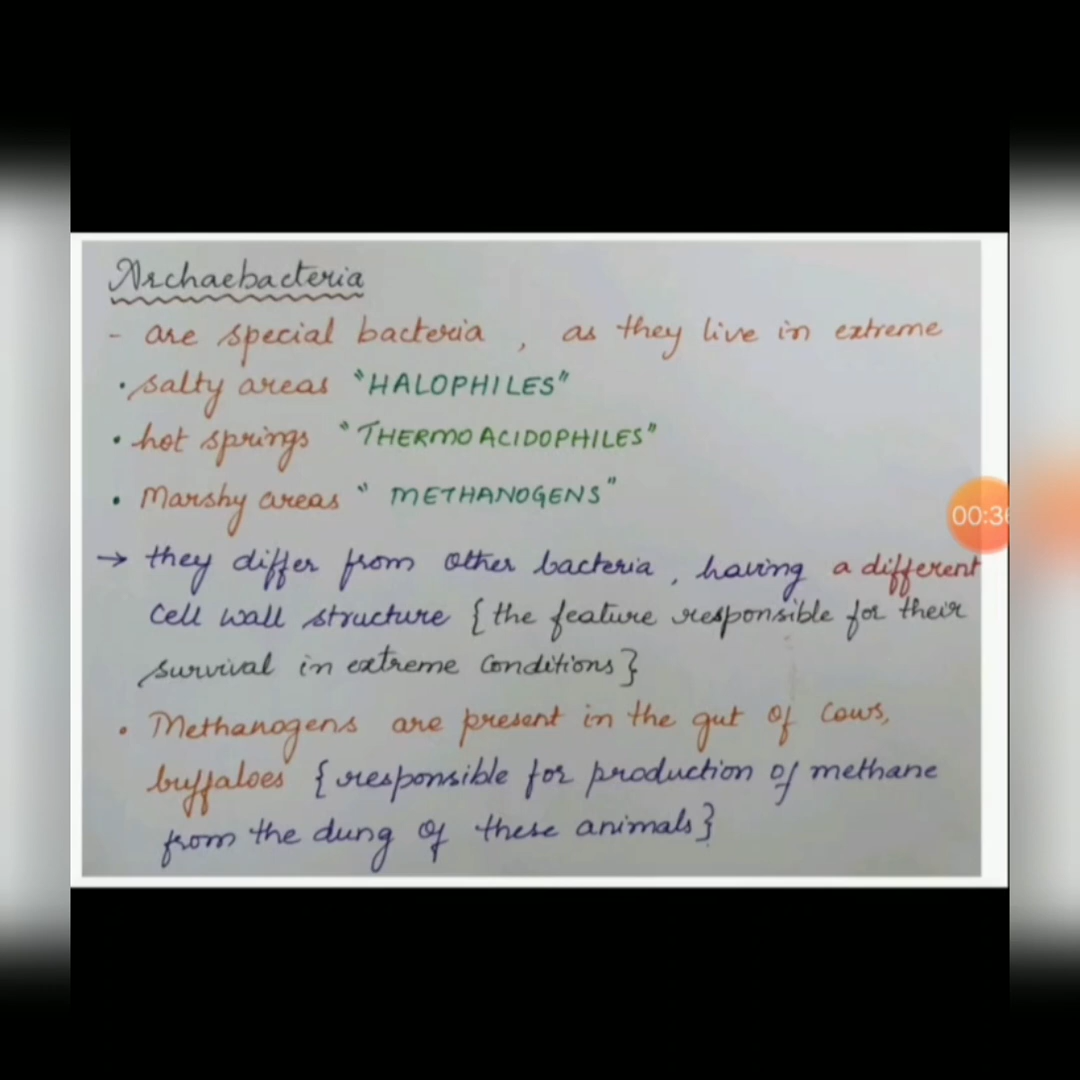 Archaebacteria
- are special bacteria , as they live in extreme
• salty areas "HALOPHILES"
• hot springs "THERMOACIDOPHILES"
• Marshy areas " METHANOGENS"
00:36
→ they differ from other bacteria , having a different
cell wall structure { the feature responsible for their
survival in extreme conditions }
• Methanogens are present in the gut of cows,
buffaloes { responsible for production of methane
from the dung of these animals }